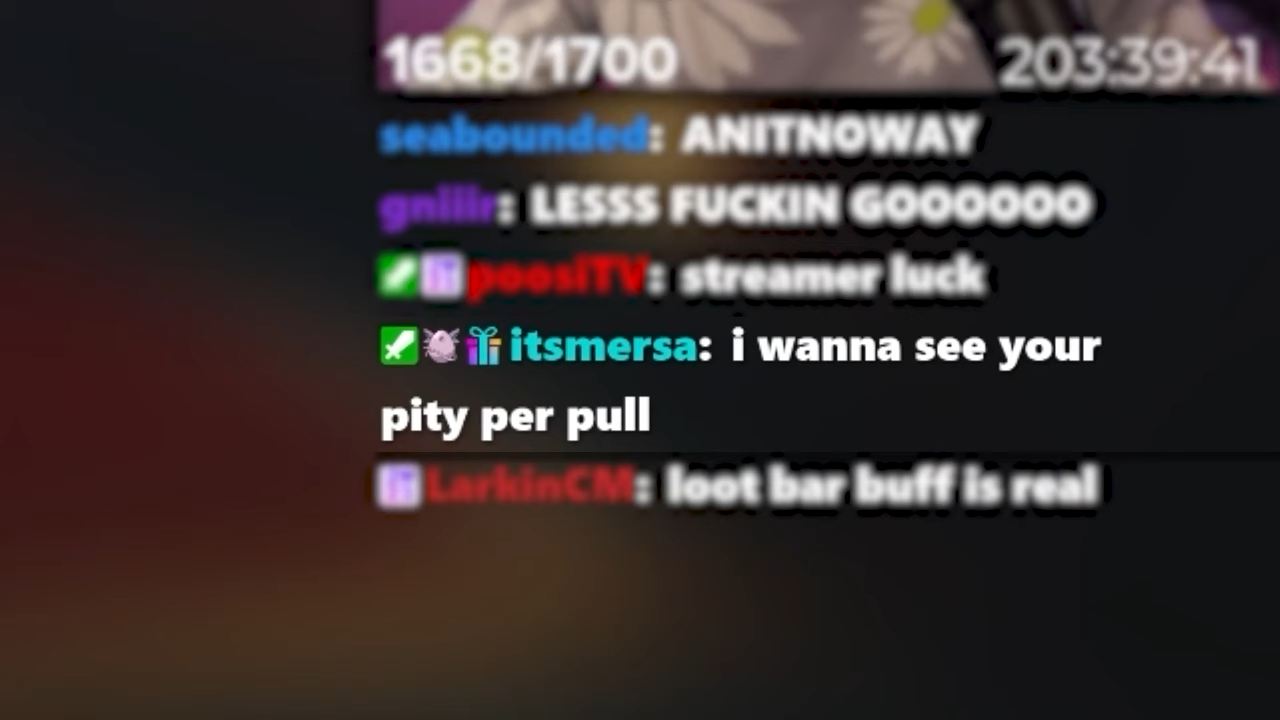 1668/1700 203:39:41
seabounded: ANITNOWAY
gniiir: LESSS FUCKIN GOOOOOO
poosiTV: streamer luck
itsmersa: i wanna see your
pity per pull
LarkinCM: loot bar buff is real